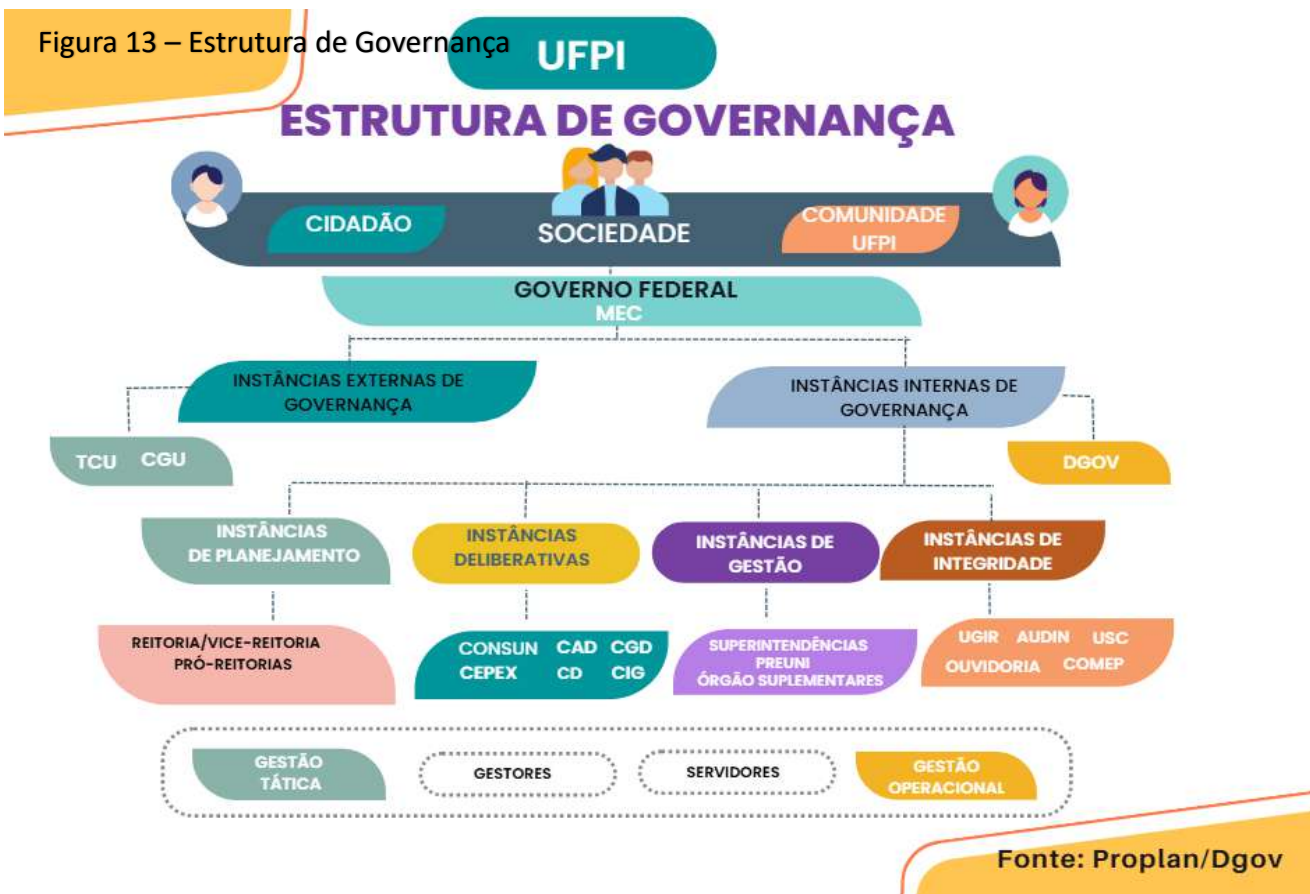 Figura 13 – Estrutura de Governança
UFPI
ESTRUTURA DE GOVERNANÇA
CIDADÃO
SOCIEDADE
COMUNIDADE
UFPI
GOVERNO FEDERAL
MEC
INSTÂNCIAS EXTERNAS DE
GOVERNANÇA
INSTÂNCIAS INTERNAS DE
GOVERNANÇA
TCU CGU
DGOV
INSTÂNCIAS
DE PLANEJAMENTO
INSTÂNCIAS
DELIBERATIVAS
INSTÂNCIAS DE
GESTÃO
INSTÂNCIAS DE
INTEGRIDADE
REITORIA/VICE-REITORIA
PRÓ-REITORIAS
CONSUN CAD CGD
CEPEX CD CIG
SUPERINTENDÊNCIAS
PREUNI
ÓRGÃO SUPLEMENTARES
UGIR AUDIN USC
OUVIDORIA COMEP
GESTÃO
TÁTICA
GESTORES
SERVIDORES
GESTÃO
OPERACIONAL
Fonte: Proplan/Dgov